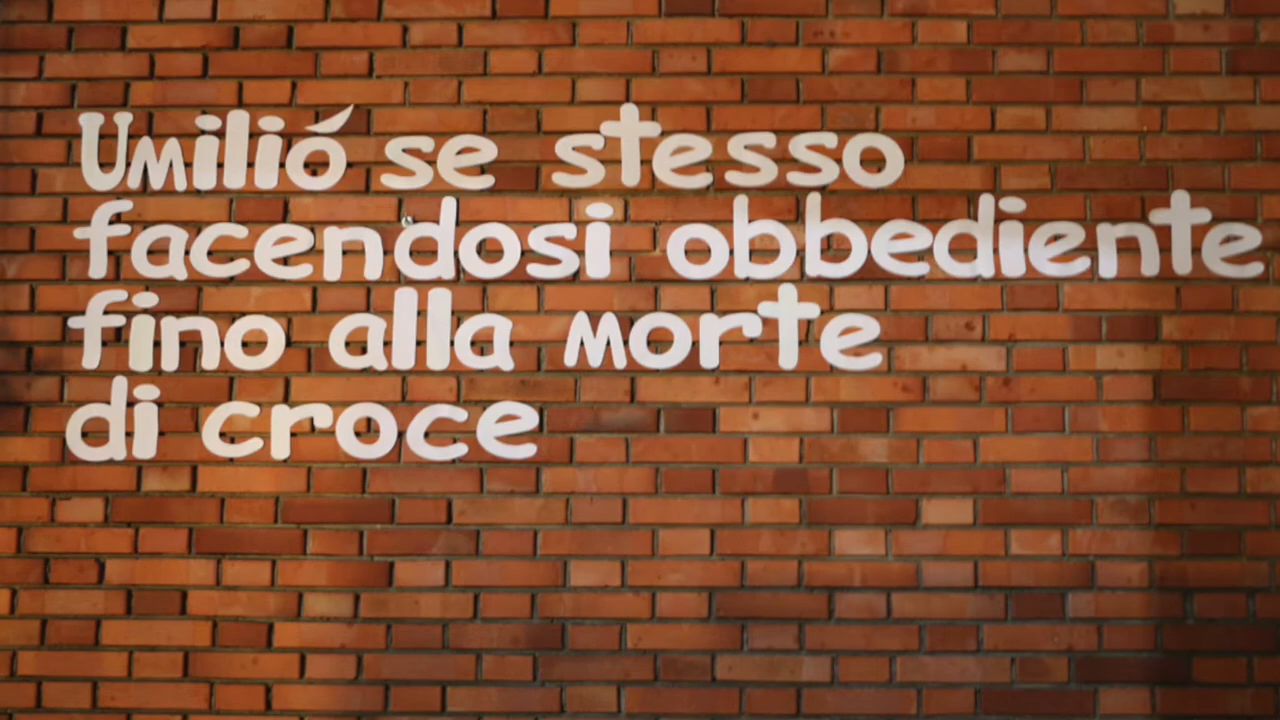 Umilió se stesso
facendosi obbediente
fino alla morte
di croce